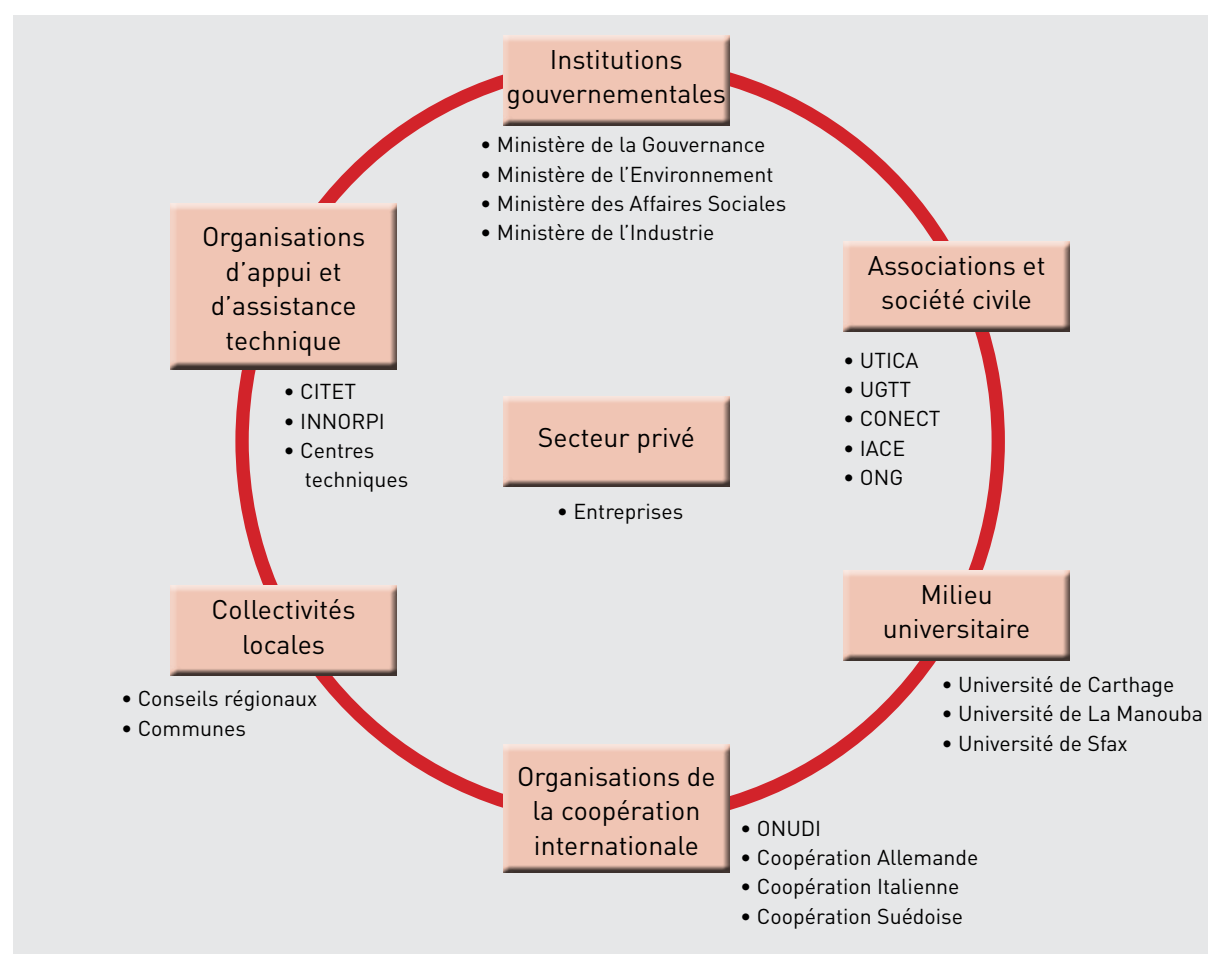 Institutions
gouvernementales
• Ministère de la Gouvernance
• Ministère de l'Environnement
• Ministère des Affaires Sociales
• Ministère de l'Industrie
Organisations
d'appui et
d'assistance
technique
• CITET
• INNORPI
• Centres
techniques
Associations et
société civile
• UTICA
• UGTT
• CONECT
• IACE
• ONG
Secteur privé
• Entreprises
Collectivités
locales
• Conseils régionaux
• Communes
Milieu
universitaire
• Université de Carthage
• Université de La Manouba
• Université de Sfax
Organisations de
la coopération
internationale
• ONUDI
• Coopération Allemande
• Coopération Italienne
• Coopération Suédoise